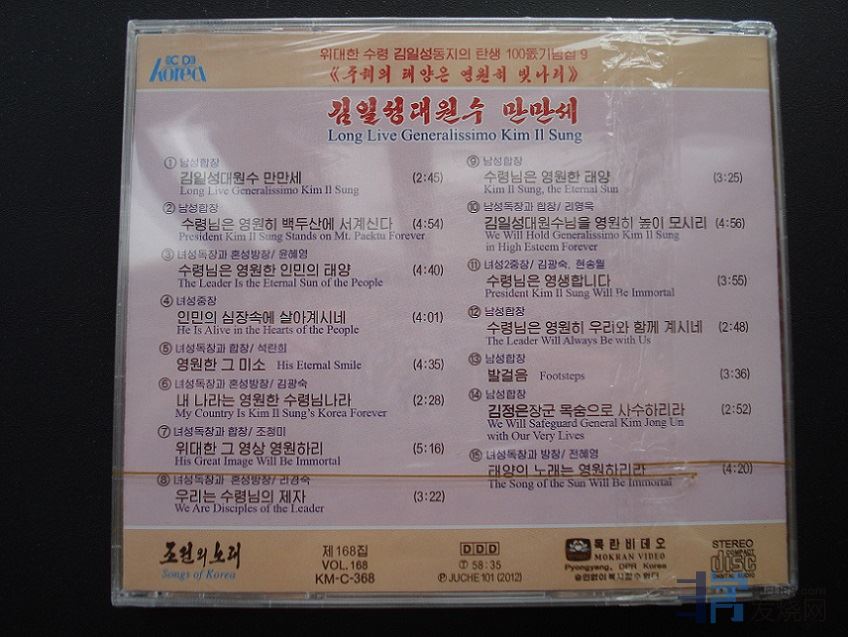 CD
Korea
위대한 수령 김일성동지의 탄생 100돐기념집 9
《주체의 태양은 영원히 빛나리》
김일성대원수 만만세
Long Live Generalissimo Kim Il Sung
① 남성합창
김일성대원수 만만세 (2:45)
Long Live Generalissimo Kim Il Sung
② 남성합창
수령님은 영원히 백두산에 서계신다 (4:54)
President Kim Il Sung Stands on Mt. Paektu Forever
③ 녀성독창과 혼성방창/ 윤혜영
수령님은 영원한 인민의 태양 (4:40)
The Leader Is the Eternal Sun of the People
④ 녀성중창
인민의 심장속에 살아계시네 (4:01)
He Is Alive in the Hearts of the People
⑤ 녀성독창과 합창/ 석란희
영원한 그 미소 His Eternal Smile (4:35)
⑥ 녀성독창과 혼성방창/ 김광숙
내 나라는 영원한 수령님나라 (2:28)
My Country Is Kim Il Sung's Korea Forever
⑦ 녀성독창과 합창/ 조청미
위대한 그 영상 영원하리 (5:16)
His Great Image Will Be Immortal
⑧ 녀성독창과 혼성방창/ 리경숙
우리는 수령님의 제자 (3:22)
We Are Disciples of the Leader
⑨ 남성합창
수령님은 영원한 태양 (3:25)
Kim Il Sung, the Eternal Sun
⑩ 남성독창과 합창/ 리영욱
김일성대원수님을 영원히 높이 모시리 (4:56)
We Will Hold Generalissimo Kim Il Sung
in High Esteem Forever
⑪ 녀성2중창/ 김광숙, 현송월
수령님은 영생합니다 (3:55)
President Kim Il Sung Will Be Immortal
⑫ 남성합창
수령님은 영원히 우리와 함께 계시네 (2:48)
The Leader Will Always Be with Us
⑬ 남성합창
발걸음 Footsteps (3:36)
⑭ 남성합창
김정은장군 목숨으로 사수하리라 (2:52)
We Will Safeguard General Kim Jong Un
with Our Very Lives
⑮ 녀성독창과 방창/ 전혜영
태양의 노래는 영원하리라 (4:20)
The Song of the Sun Will Be Immortal
조선의 노래
Songs of Korea
제168집
VOL. 168
KM-C-368
DDD
Ⓣ 58:35
Ⓟ JUCHE 101 (2012)
목란비데오
MOKRAN VIDEO
Pyongyang, DPR Korea
승인없이 복사할수 없다
STEREO
COMPACT
disc
DIGITAL AUDIO
发烧网